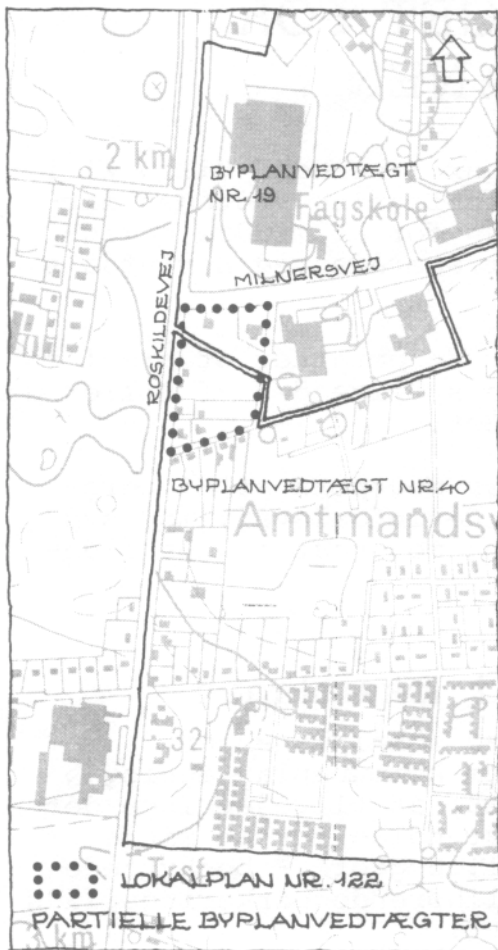 2 km
BYPLANVEDTÆGT
NR. 19
Fagskole
MILNERSVEJ
ROSKILDEVEJ
BYPLANVEDTÆGT NR. 40
Amtmandsv
32
LOKALPLAN NR. 122
Trsf
PARTIELLE BYPLANVEDTÆGTER
3 km